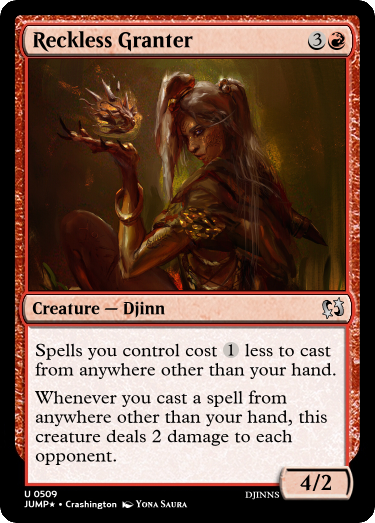 Reckless Granter 3
Creature — Djinn
Spells you control cost 1 less to cast
from anywhere other than your hand.
Whenever you cast a spell from
anywhere other than your hand, this
creature deals 2 damage to each
opponent.
4/2
U 0509 DJINNS
JUMP★ • Crashington Yona Saura